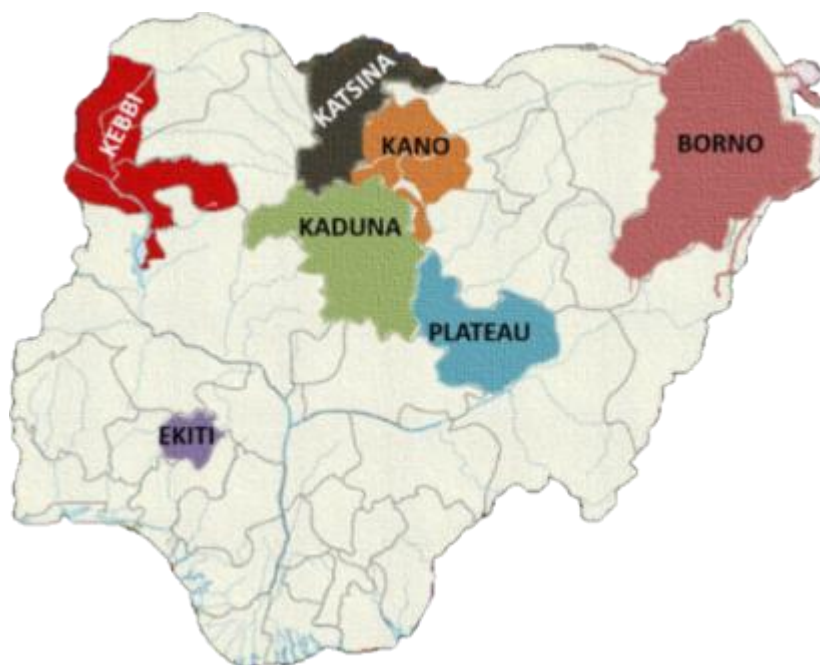 KEBBI
KATSINA
KANO
BORNO
KADUNA
PLATEAU
EKITI